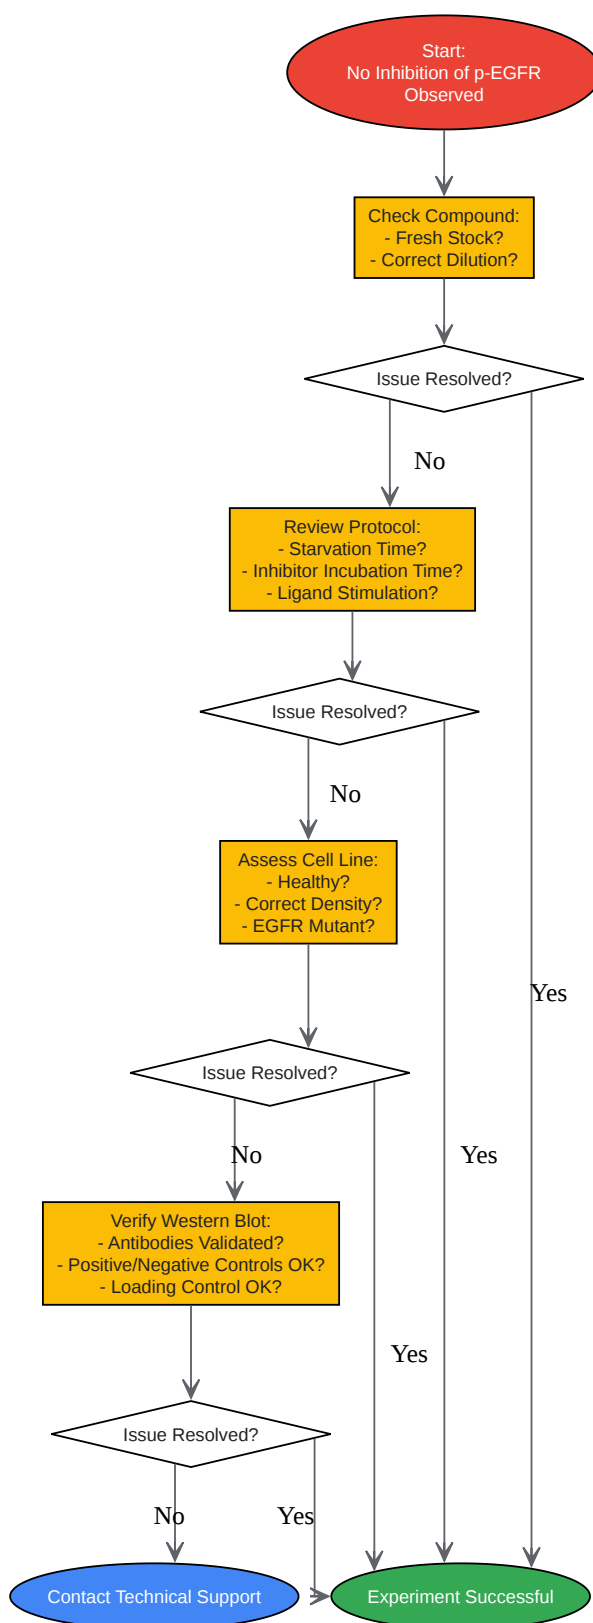 Start:
No Inhibition of p-EGFR
Observed
Check Compound:
- Fresh Stock?
- Correct Dilution?
Issue Resolved?
No
Review Protocol:
- Starvation Time?
- Inhibitor Incubation Time?
- Ligand Stimulation?
Issue Resolved?
No
Assess Cell Line:
- Healthy?
- Correct Density?
- EGFR Mutant?
Yes
Issue Resolved?
No
Yes
Verify Western Blot:
- Antibodies Validated?
- Positive/Negative Controls OK?
- Loading Control OK?
Yes
Issue Resolved?
No
Yes
Contact Technical Support
Experiment Successful